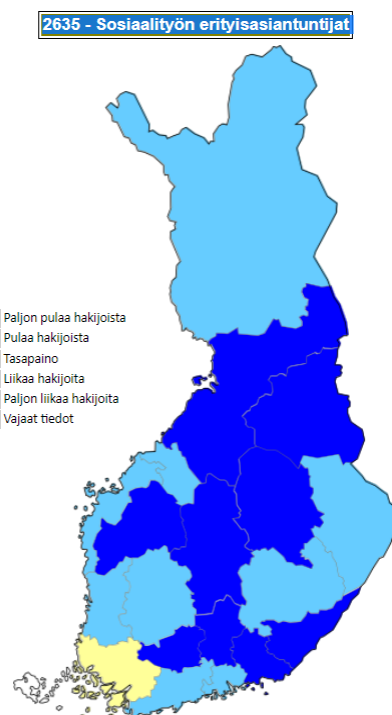 2635 - Sosiaalityön erityisasiantuntijat
Paljon pulaa hakijoista
Pulaa hakijoista
Tasapaino
Liikaa hakijoita
Paljon liikaa hakijoita
Vajaat tiedot